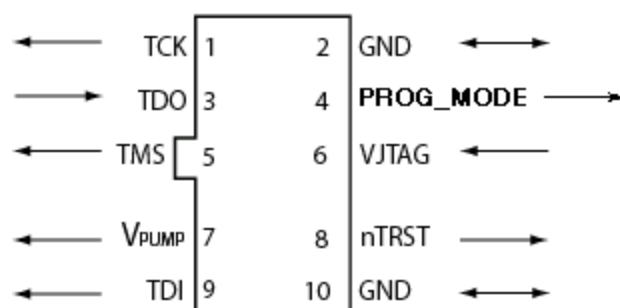 TCK 1 2 GND
TDO 3 4 PROG_MODE
TMS 5 6 VJTAG
VPUMP 7 8 nTRST
TDI 9 10 GND